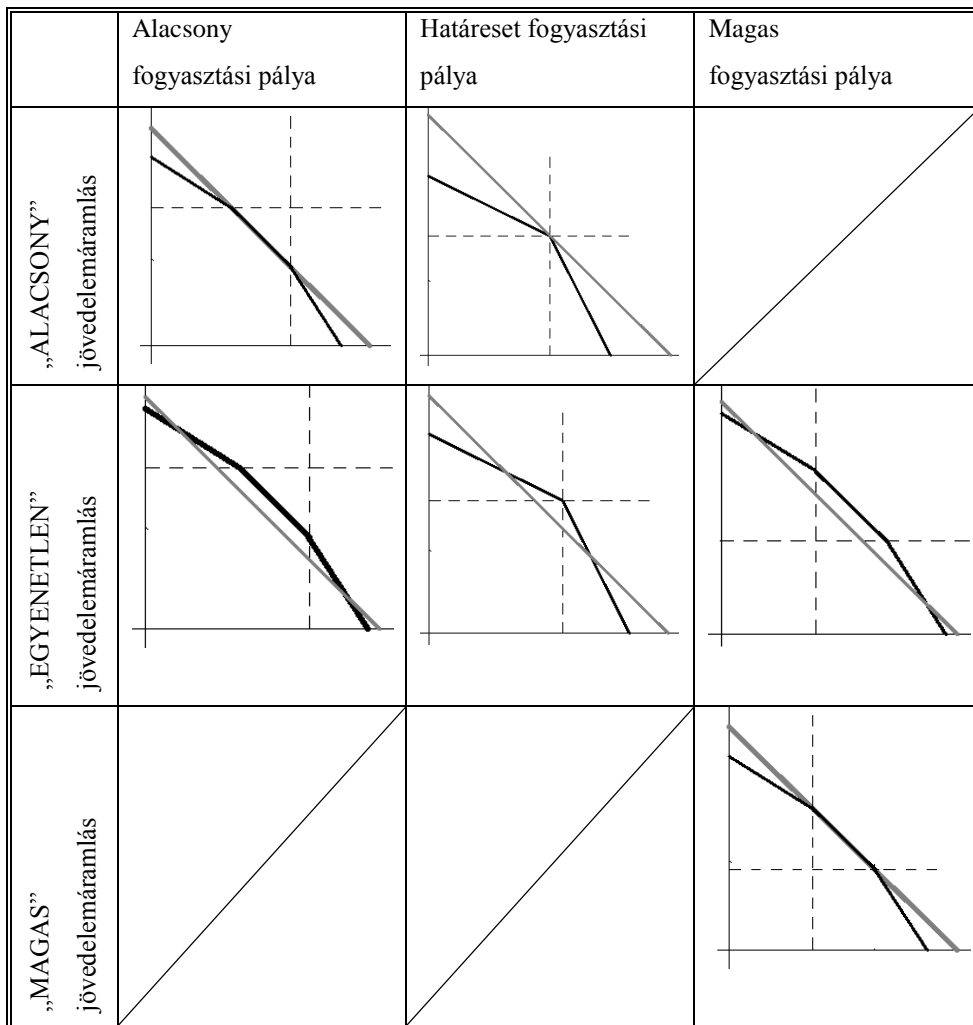 Alacsony
fogyasztási pálya
Határeset fogyasztási
pálya
Magas
fogyasztási pálya
„ALACSONY”
jövedelemáramlás
„EGYENETLEN”
jövedelemáramlás
„MAGAS”
jövedelemáramlás